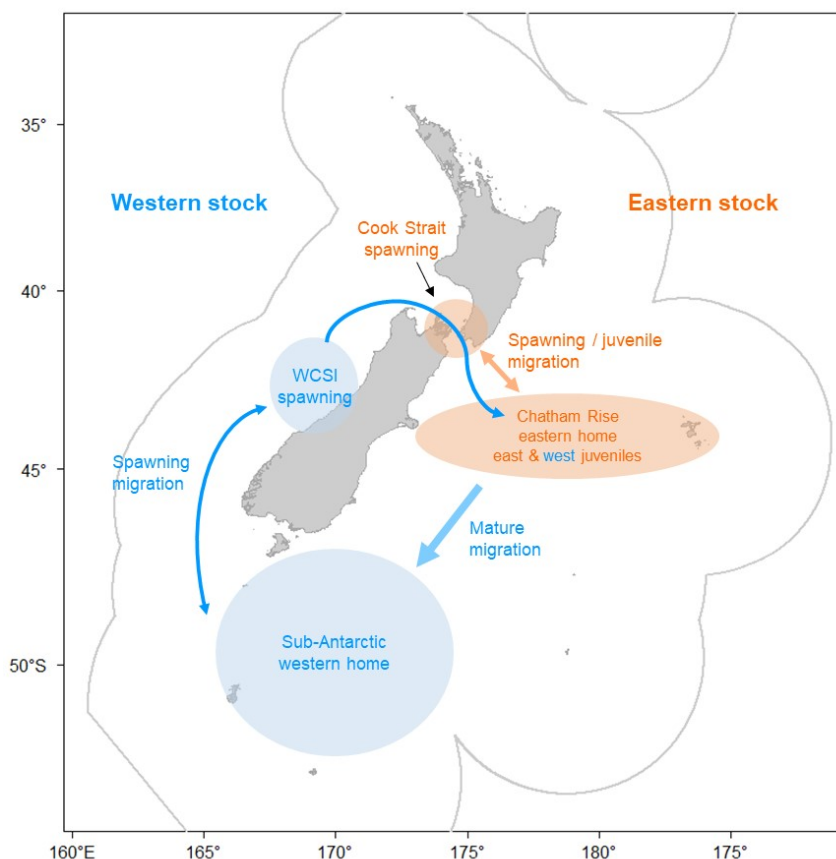 35°
Western stock
Eastern stock
Cook Strait
spawning
40°
Spawning / juvenile
migration
WCSI
spawning
Chatham Rise
eastern home
east & west juveniles
Spawning
migration
45°
Mature
migration
Sub-Antarctic
western home
50°S
160°E
165°
170°
175°
180°
175°